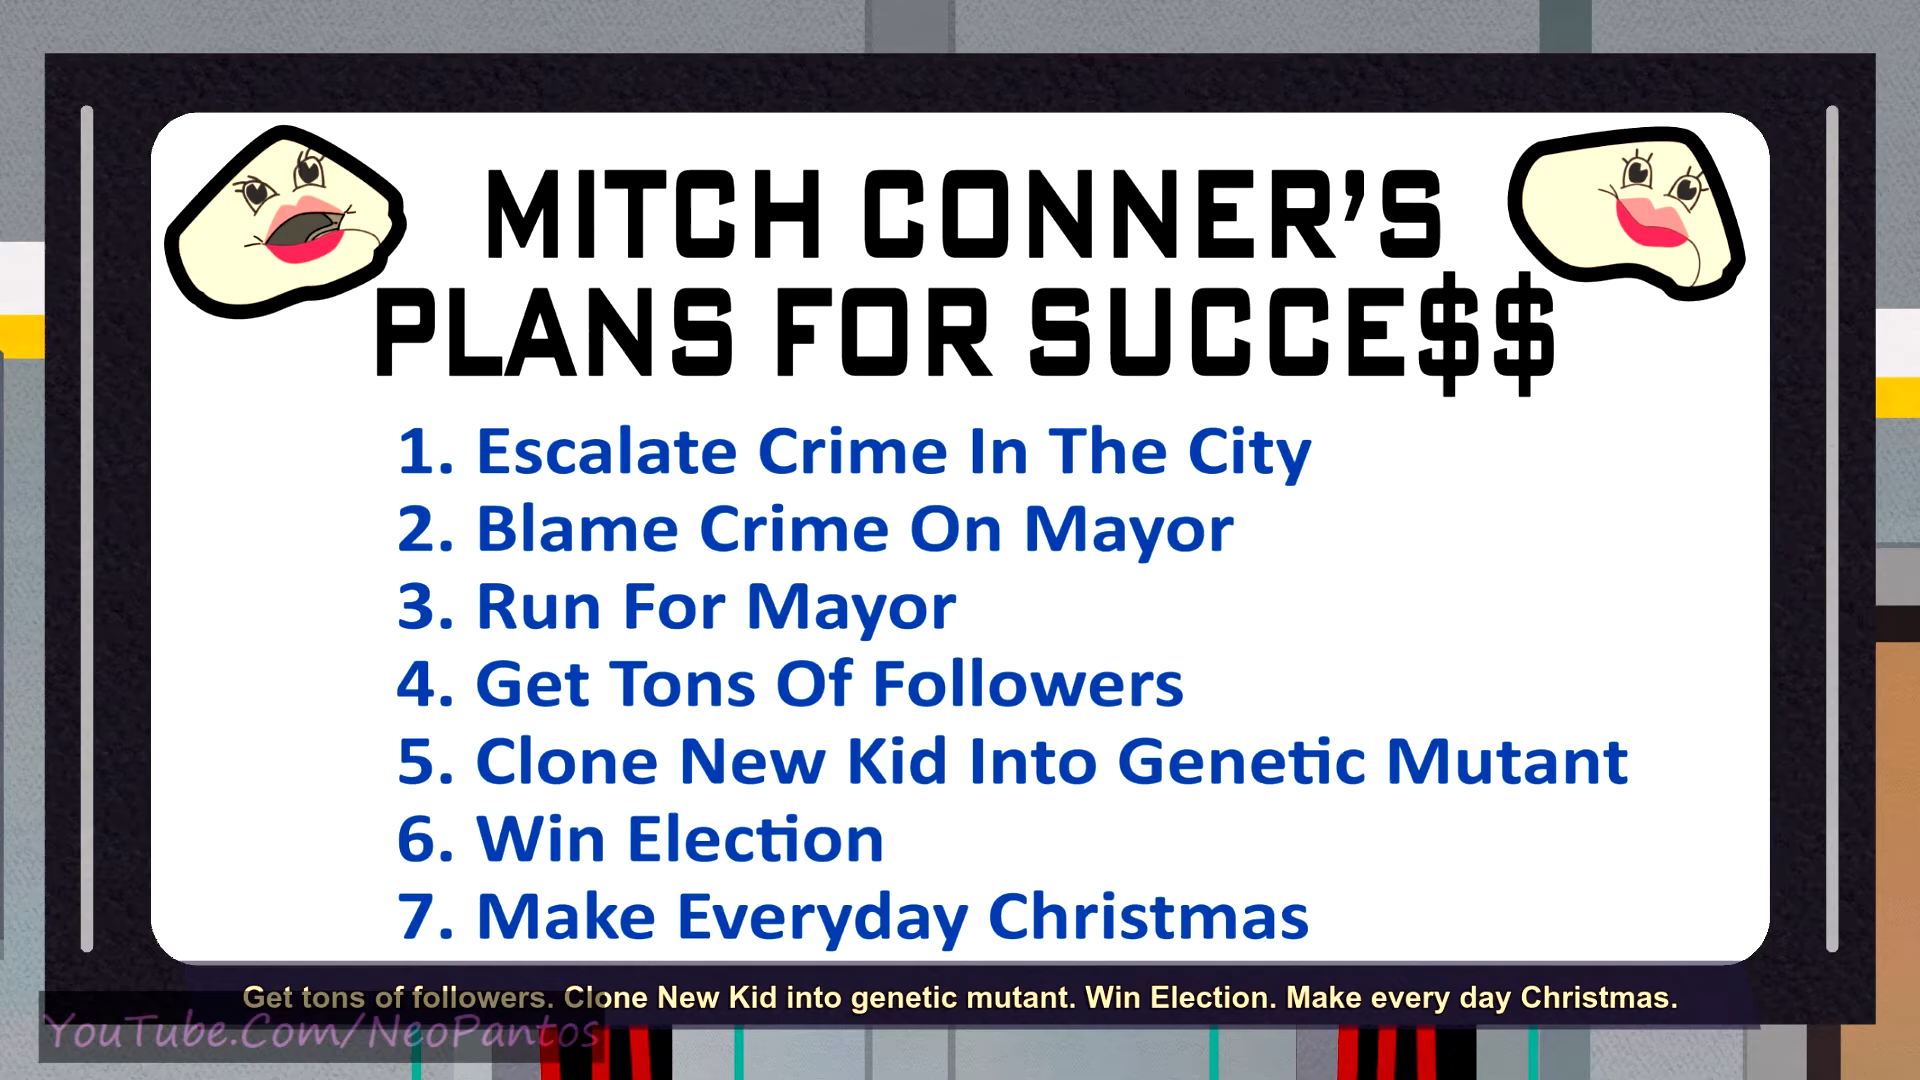 MITCH CONNER'S
PLANS FOR SUCCE$$
1. Escalate Crime In The City
2. Blame Crime On Mayor
3. Run For Mayor
4. Get Tons Of Followers
5. Clone New Kid Into Genetic Mutant
6. Win Election
7. Make Everyday Christmas
Get tons of followers. Clone New Kid into genetic mutant. Win Election. Make every day Christmas.
YouTube.Com/NeoPantos